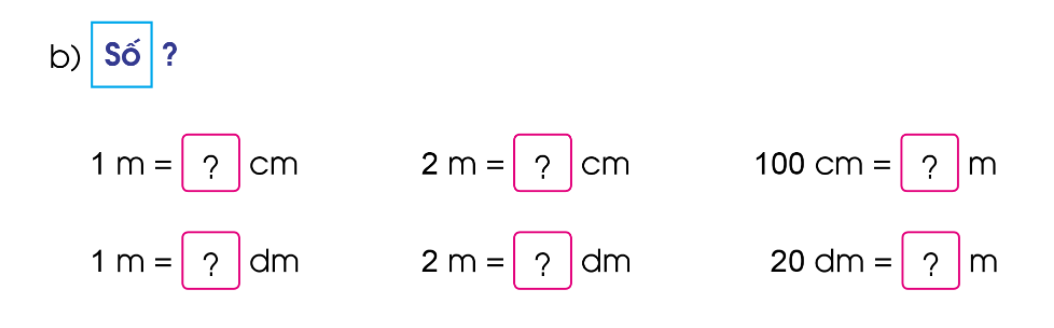 b) Số ?
1 m = ? cm 2 m = ? cm 100 cm = ? m
1 m = ? dm 2 m = ? dm 20 dm = ? m